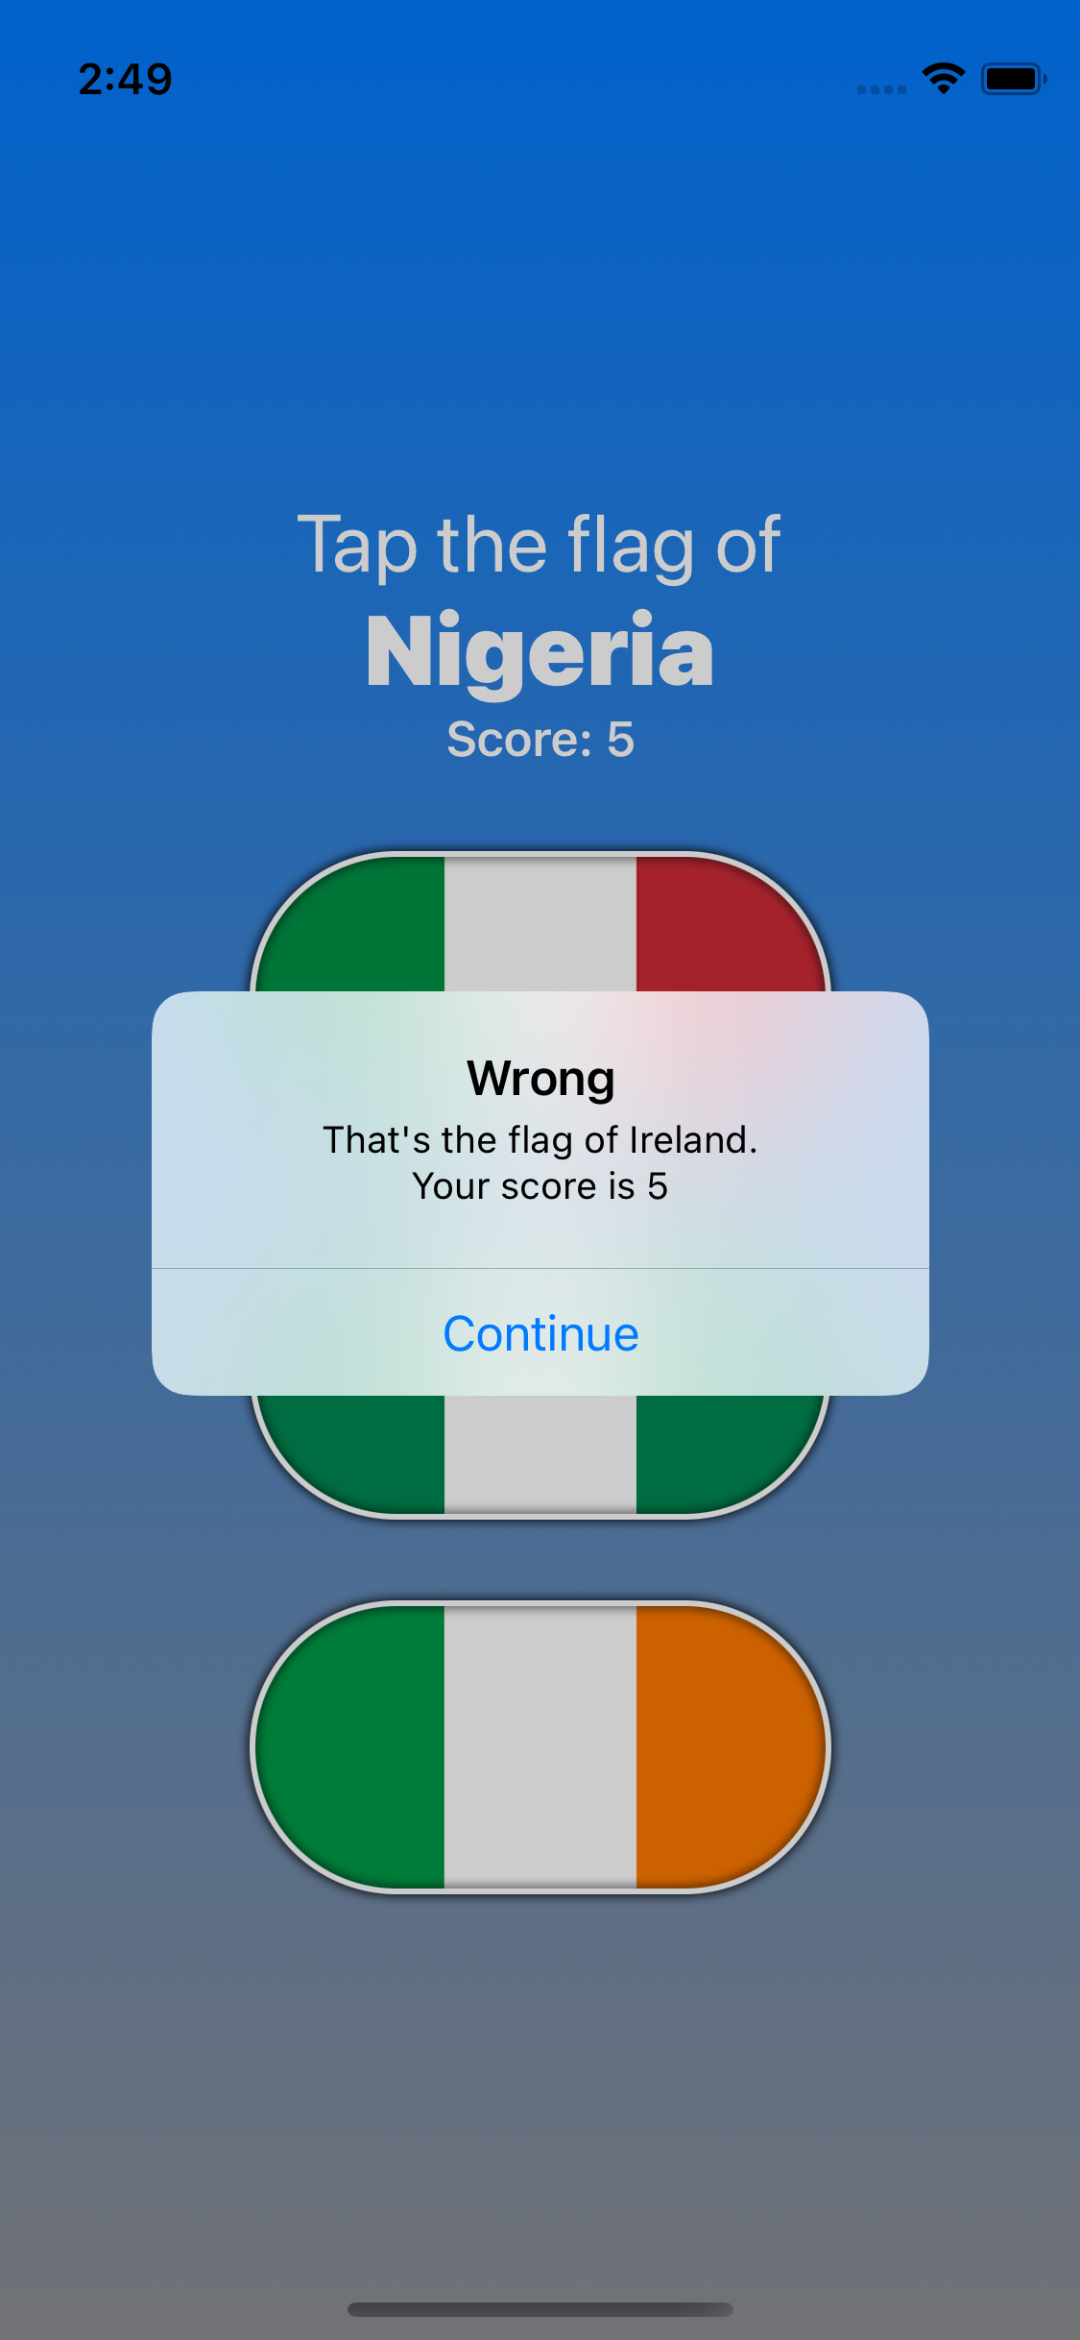 2:49
Tap the flag of
Nigeria
Score: 5
Wrong
That's the flag of Ireland.
Your score is 5
Continue